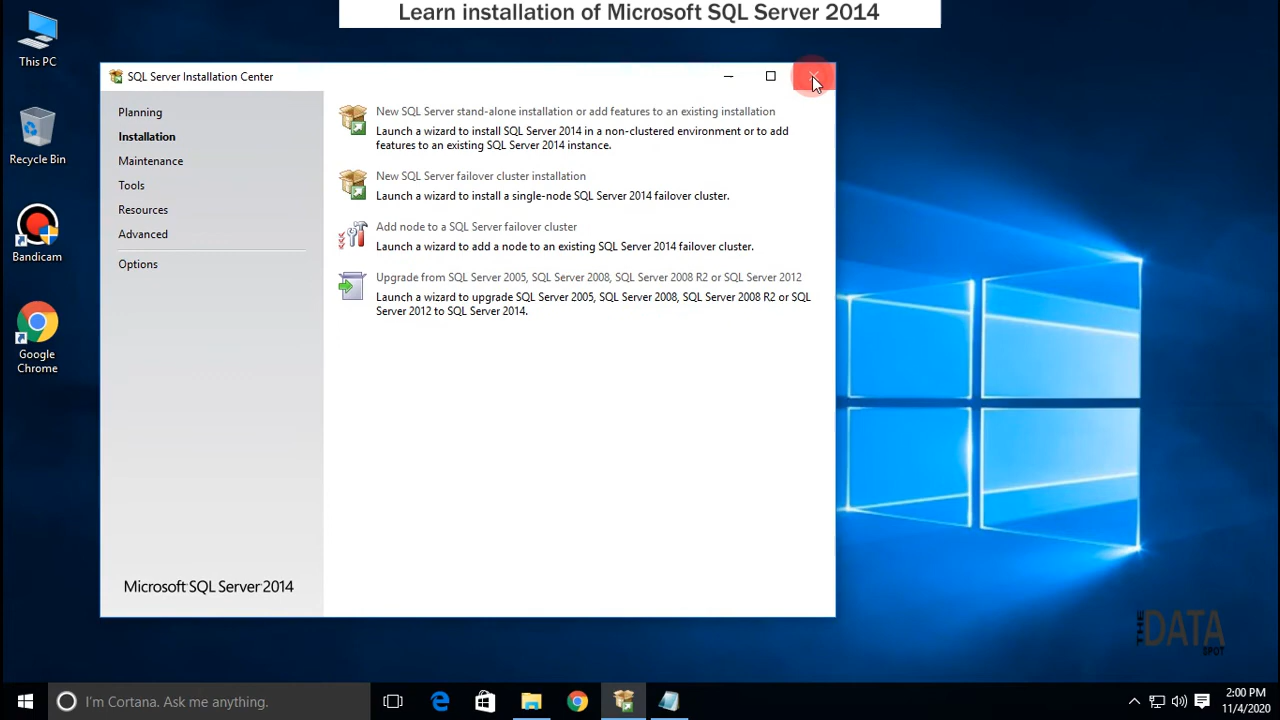 Learn installation of Microsoft SQL Server 2014
This PC
Recycle Bin
Bandicam
Google
Chrome
SQL Server Installation Center
Planning
Installation
Maintenance
Tools
Resources
Advanced
Options
Microsoft SQL Server 2014
New SQL Server stand-alone installation or add features to an existing installation
Launch a wizard to install SQL Server 2014 in a non-clustered environment or to add
features to an existing SQL Server 2014 instance.
New SQL Server failover cluster installation
Launch a wizard to install a single-node SQL Server 2014 failover cluster.
Add node to a SQL Server failover cluster
Launch a wizard to add a node to an existing SQL Server 2014 failover cluster.
Upgrade from SQL Server 2005, SQL Server 2008, SQL Server 2008 R2 or SQL Server 2012
Launch a wizard to upgrade SQL Server 2005, SQL Server 2008, SQL Server 2008 R2 or SQL
Server 2012 to SQL Server 2014.
THE
DATA
SPOT
I'm Cortana. Ask me anything.
2:00 PM
11/4/2020